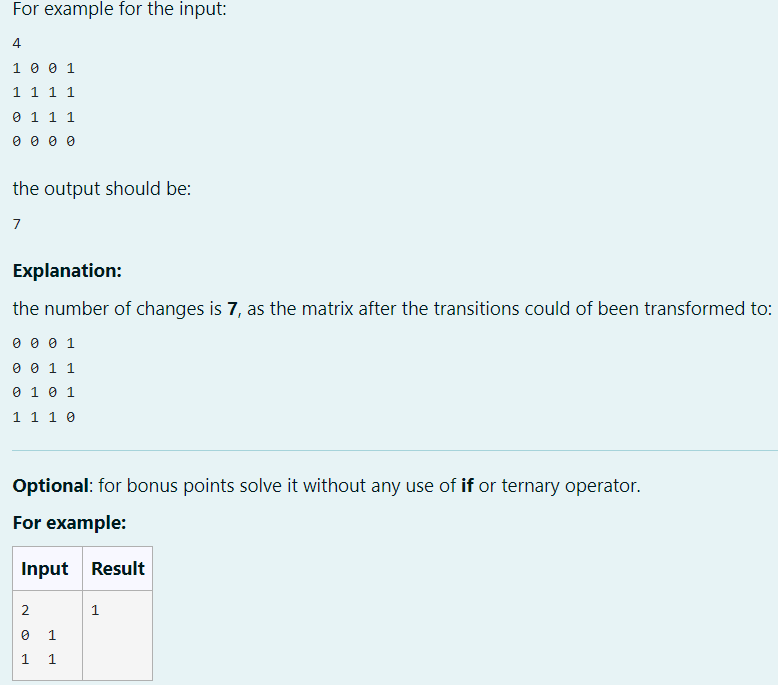 For example for the input:
4
1 0 0 1
1 1 1 1
0 1 1 1
0 0 0 0
the output should be:
7
Explanation:
the number of changes is 7, as the matrix after the transitions could of been transformed to:
0 0 0 1
0 0 1 1
0 1 0 1
1 1 1 0
Optional: for bonus points solve it without any use of if or ternary operator.
For example:
Input Result
2 1
0 1
1 1